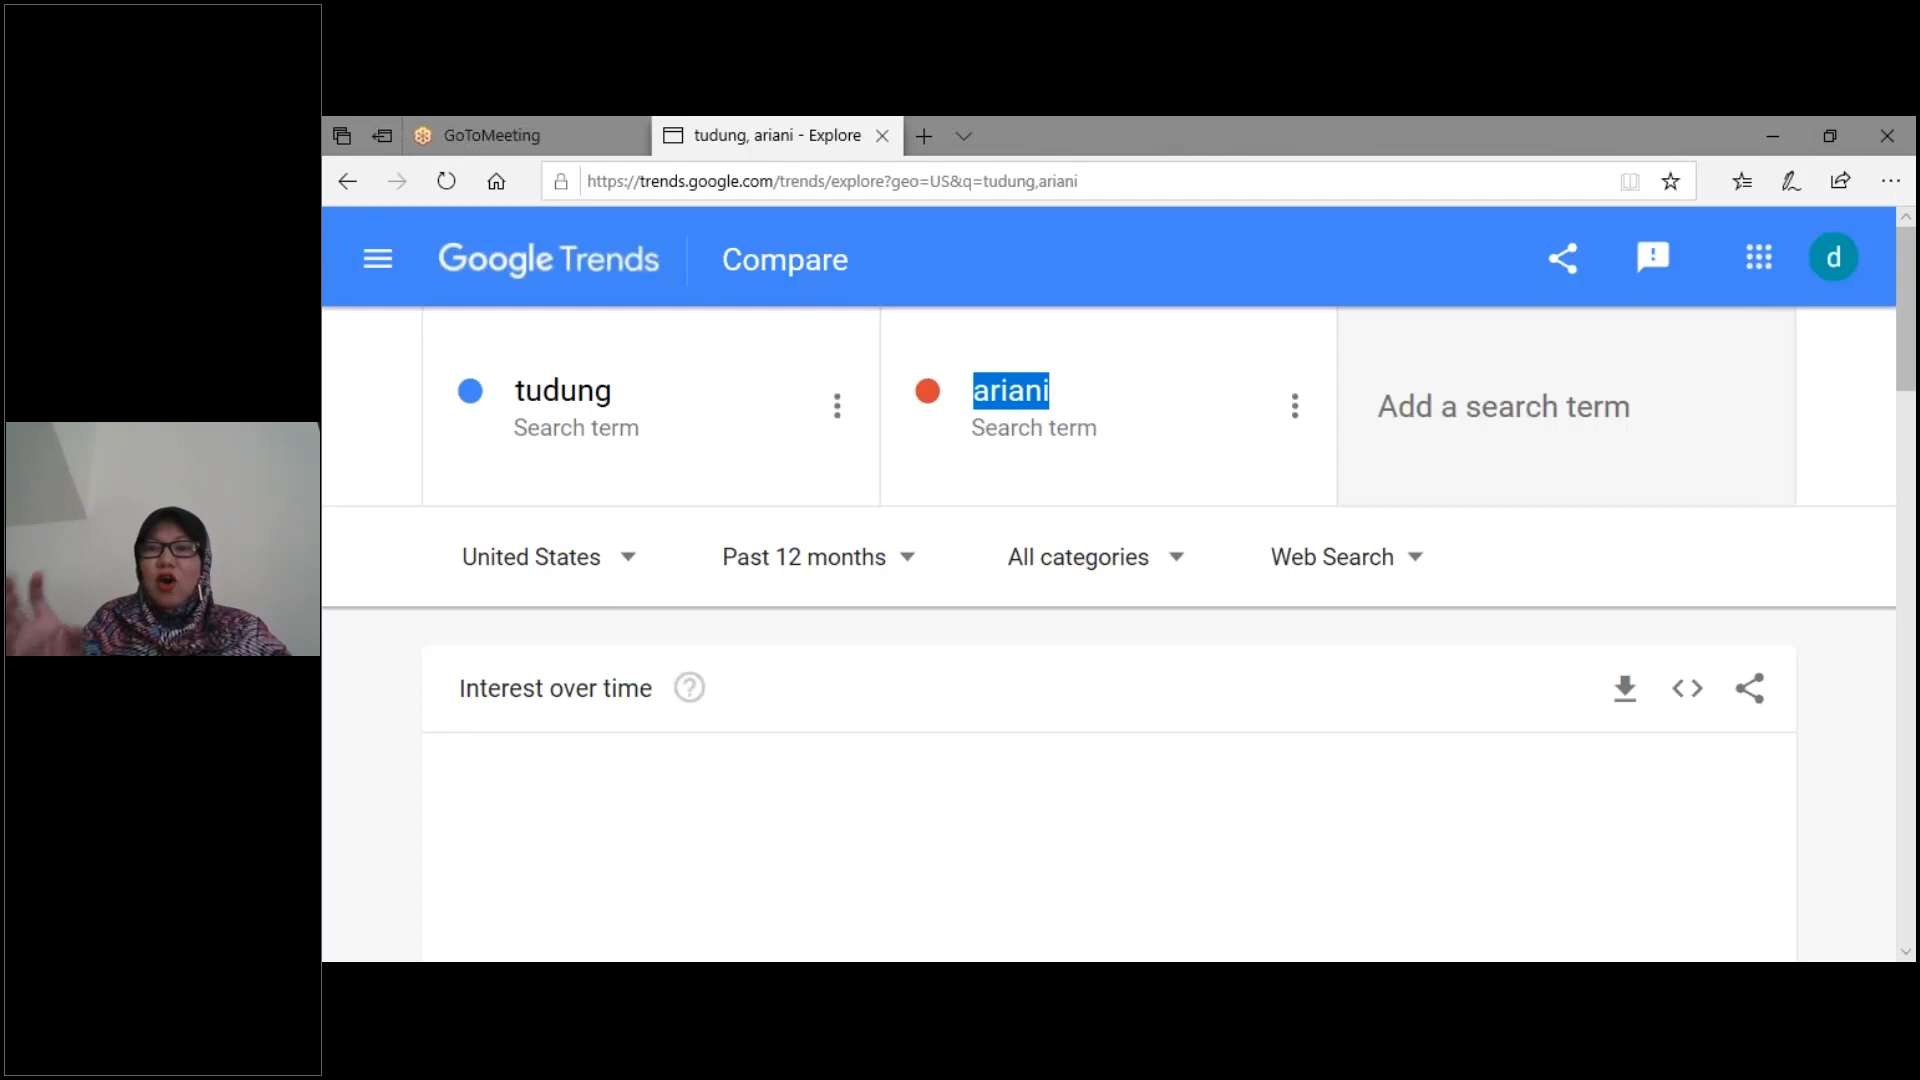 GoToMeeting
tudung, ariani - Explore
https://trends.google.com/trends/explore?geo=US&q=tudung,ariani
Google Trends
Compare
d
tudung
Search term
ariani
Search term
Add a search term
United States
Past 12 months
All categories
Web Search
Interest over time